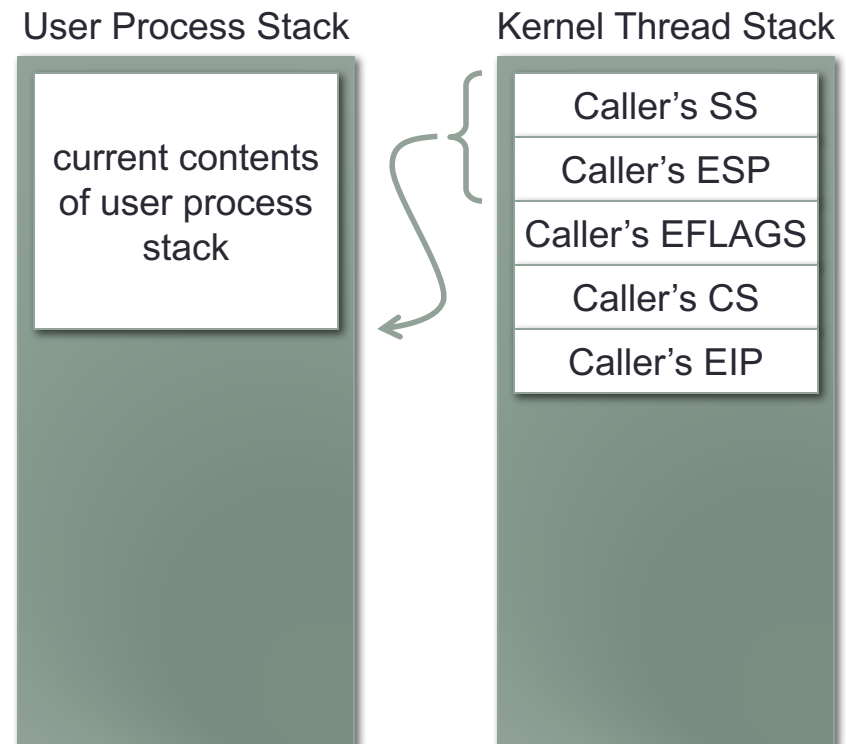 User Process Stack
current contents
of user process
stack
Kernel Thread Stack
Caller’s SS
Caller’s ESP
Caller’s EFLAGS
Caller’s CS
Caller’s EIP